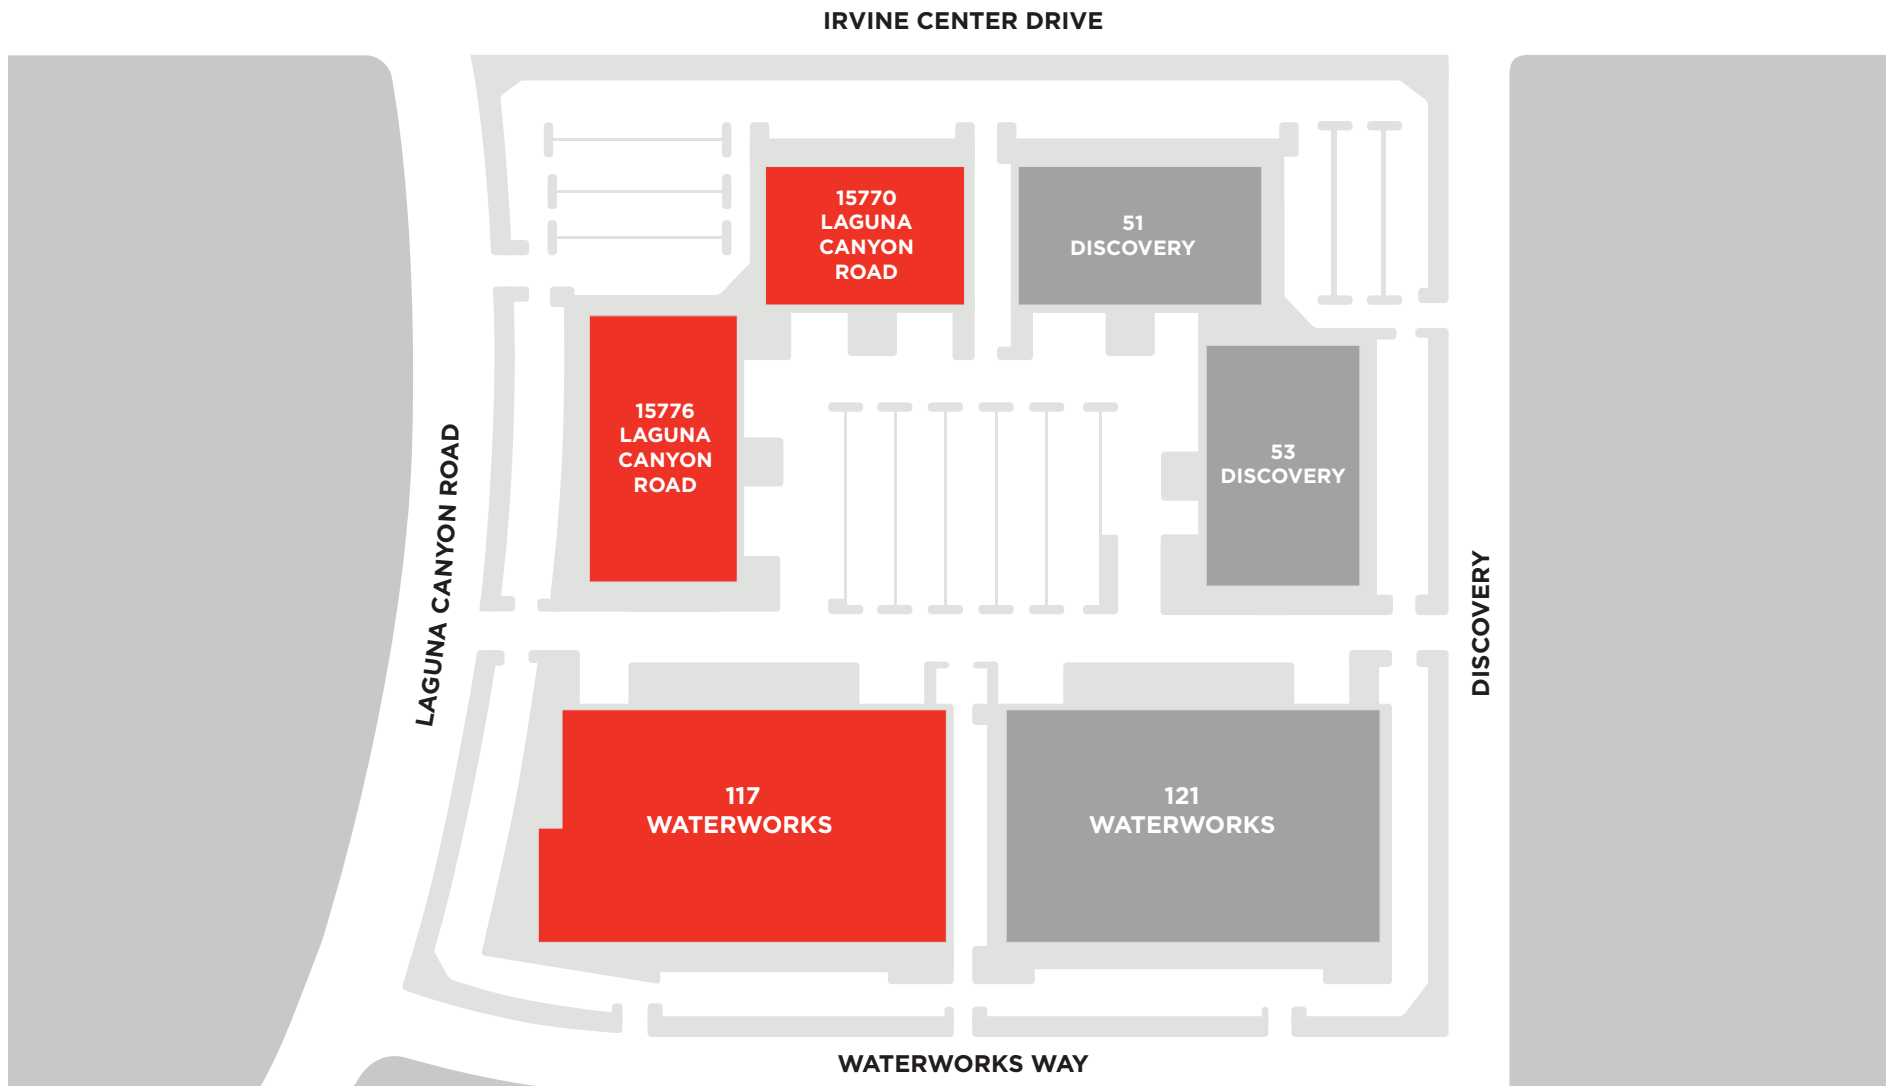 IRVINE CENTER DRIVE
15770
LAGUNA
CANYON
ROAD
51
DISCOVERY
15776
LAGUNA
CANYON
ROAD
53
DISCOVERY
LAGUNA CANYON ROAD
DISCOVERY
117
WATERWORKS
121
WATERWORKS
WATERWORKS WAY